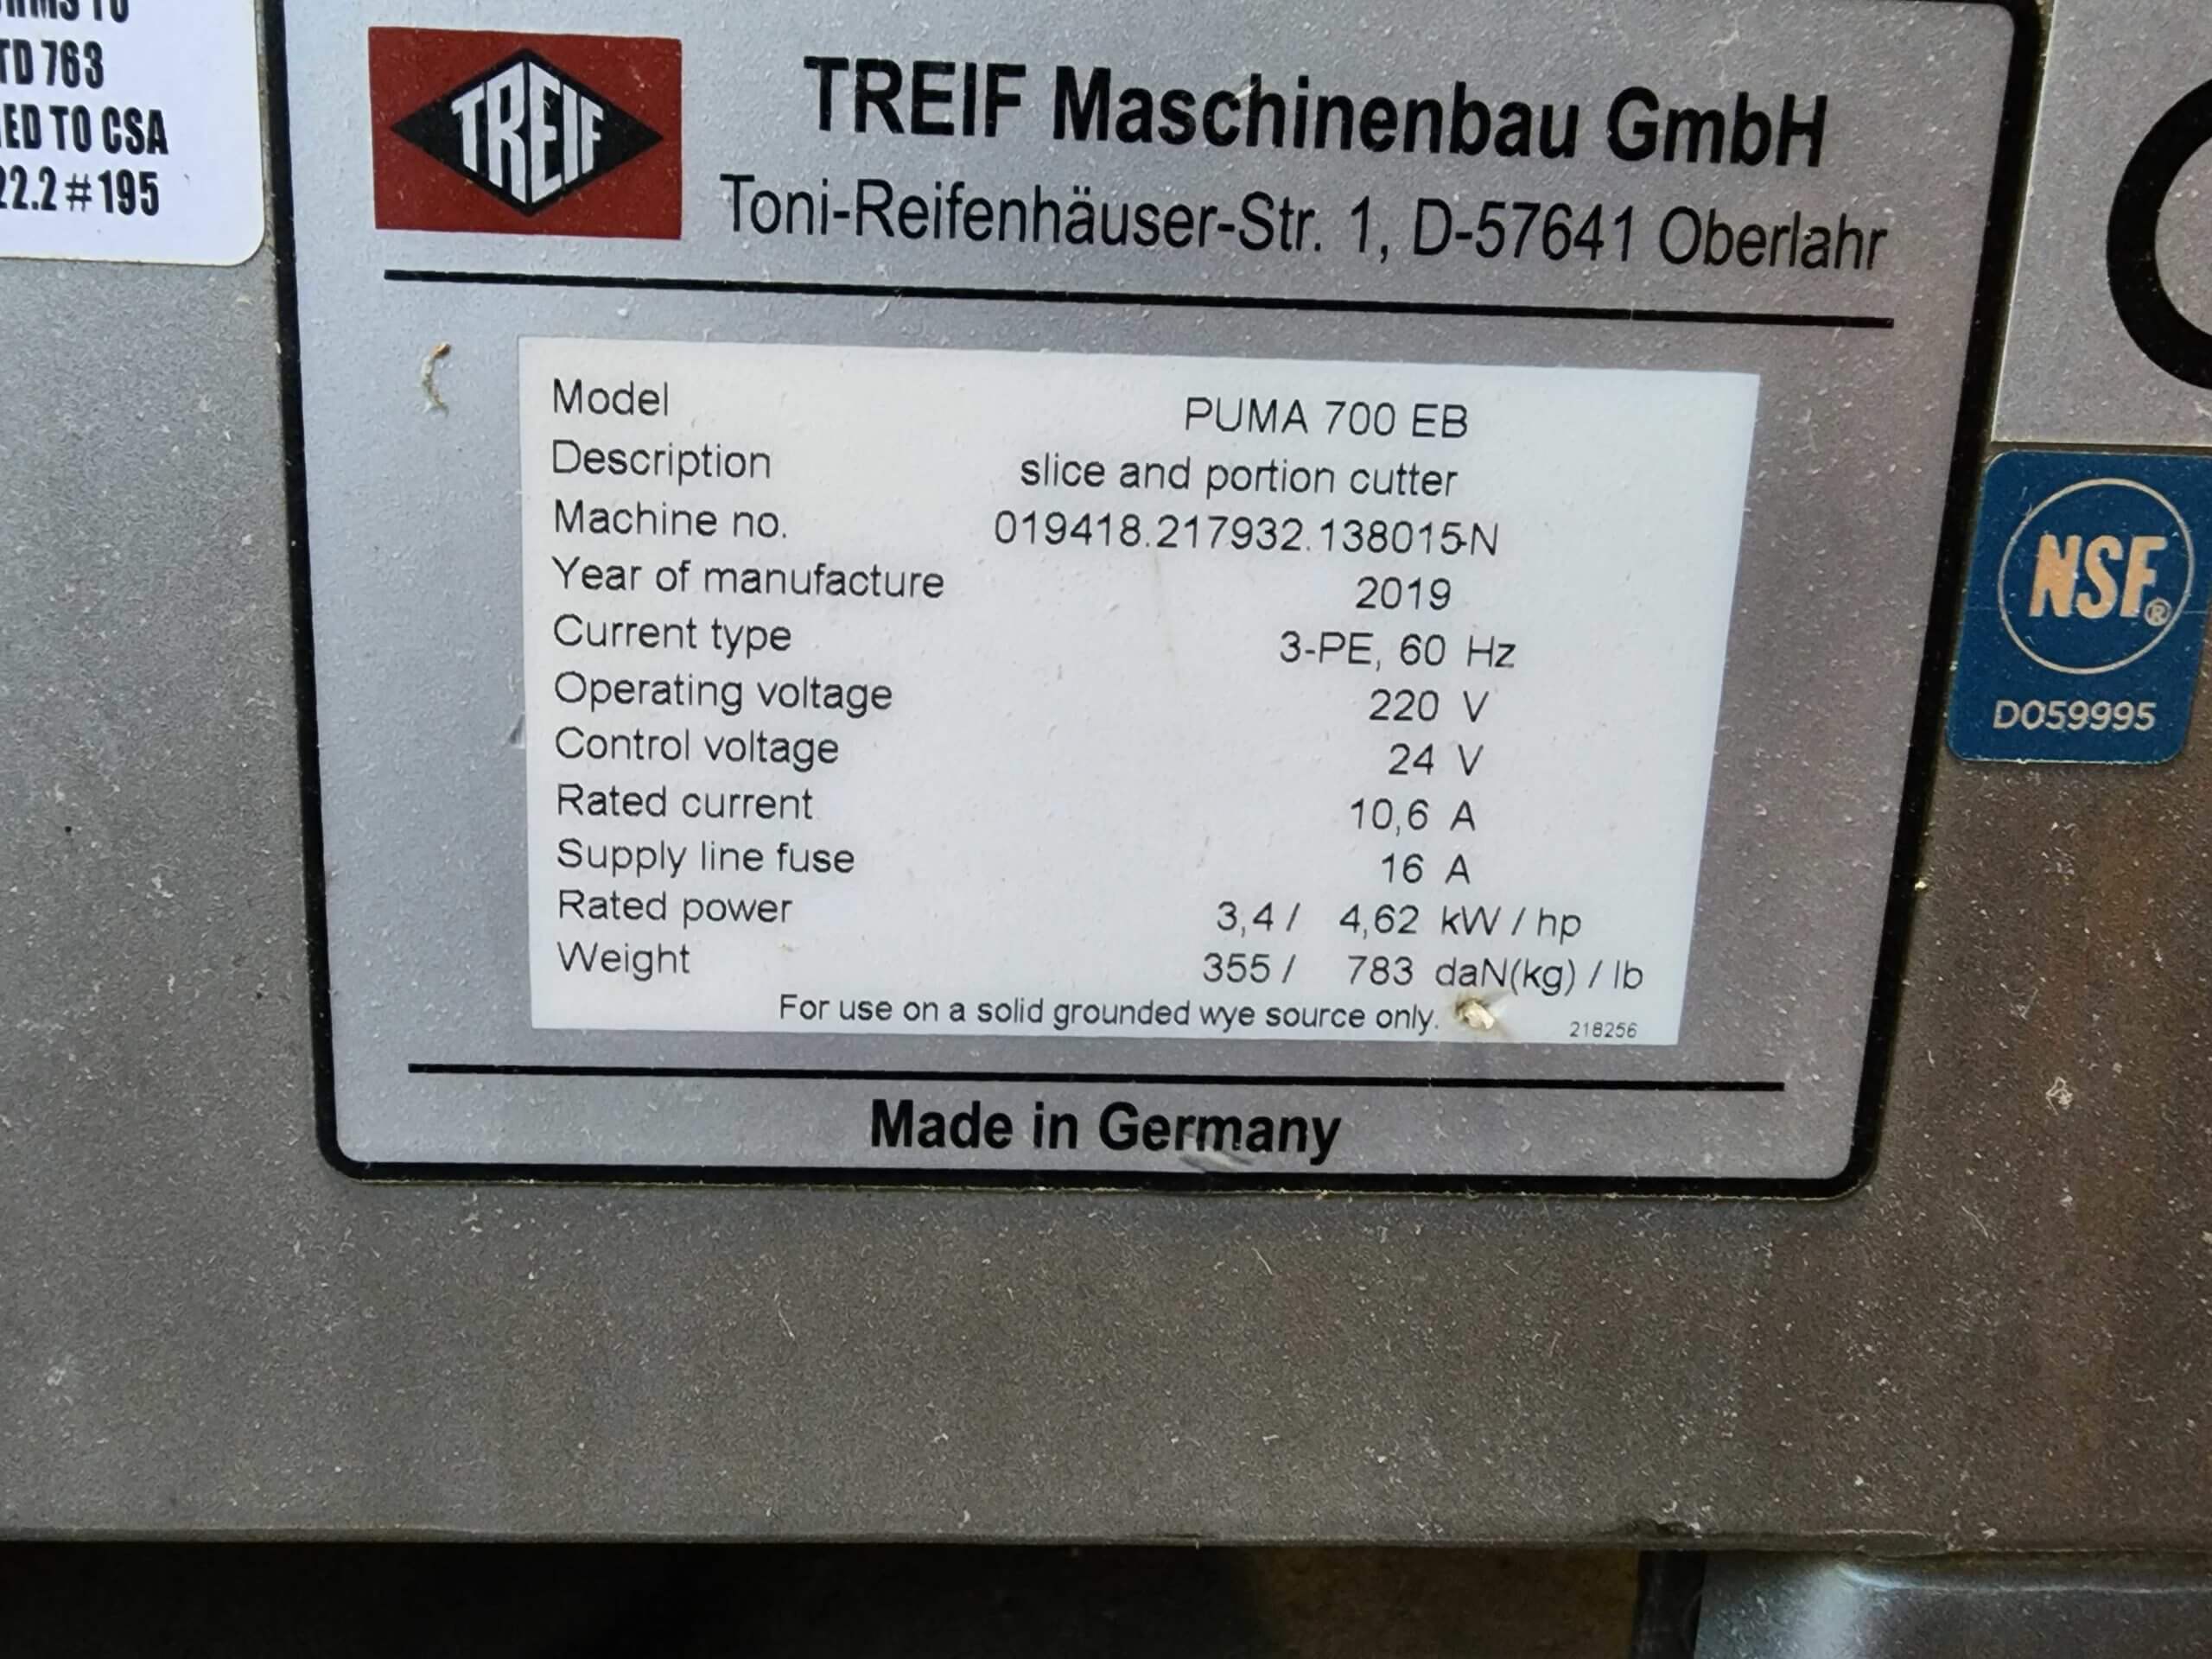 TD 763
ED TO CSA
22.2 # 195
TREIF
TREIF Maschinenbau GmbH
Toni-Reifenhäuser-Str. 1, D-57641 Oberlahr
Model PUMA 700 EB
Description slice and portion cutter
Machine no. 019418.217932.138015-N
Year of manufacture 2019
Current type 3-PE, 60 Hz
Operating voltage 220 V
Control voltage 24 V
Rated current 10,6 A
Supply line fuse 16 A
Rated power 3,4 / 4,62 kW / hp
Weight 355 / 783 daN(kg) / lb
For use on a solid grounded wye source only.
218256
Made in Germany
NSF®
DO59995